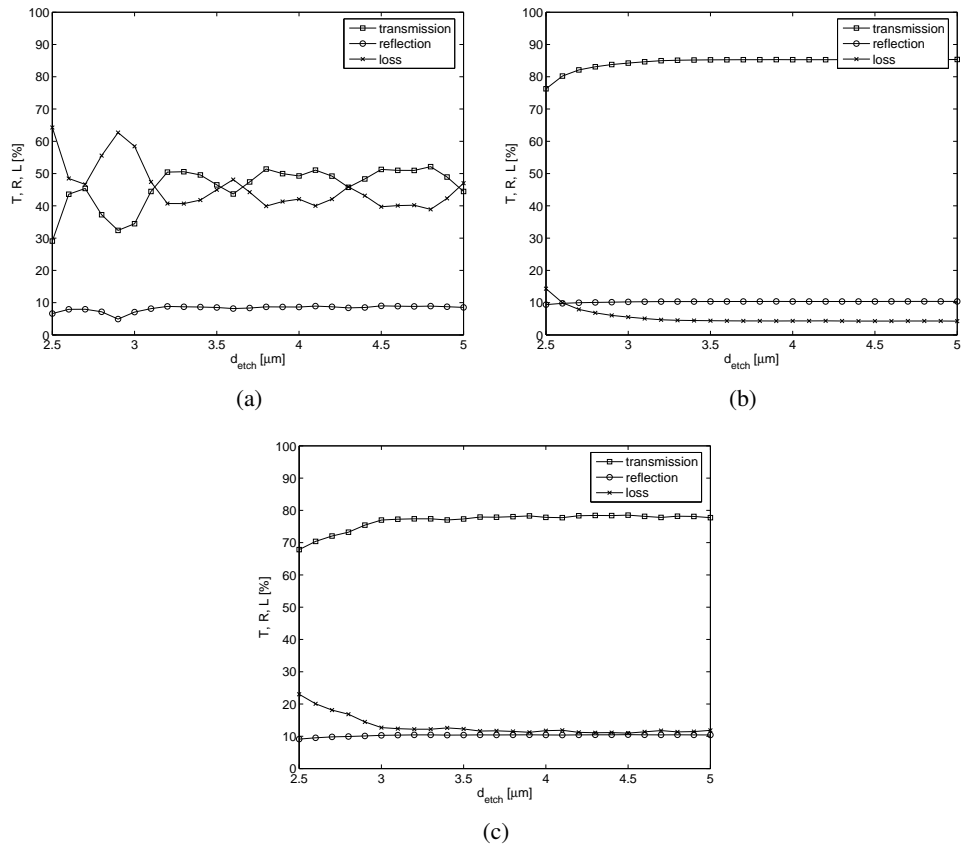 100
90
80
70
60
50
40
30
20
10
0
T, R, L [%]
transmission
reflection
loss
2.5 3 3.5 4 4.5 5
d_etch [μm]
(a)
100
90
80
70
60
50
40
30
20
10
0
T, R, L [%]
transmission
reflection
loss
2.5 3 3.5 4 4.5 5
d_etch [μm]
(b)
100
90
80
70
60
50
40
30
20
10
0
T, R, L [%]
transmission
reflection
loss
2.5 3 3.5 4 4.5 5
d_etch [μm]
(c)